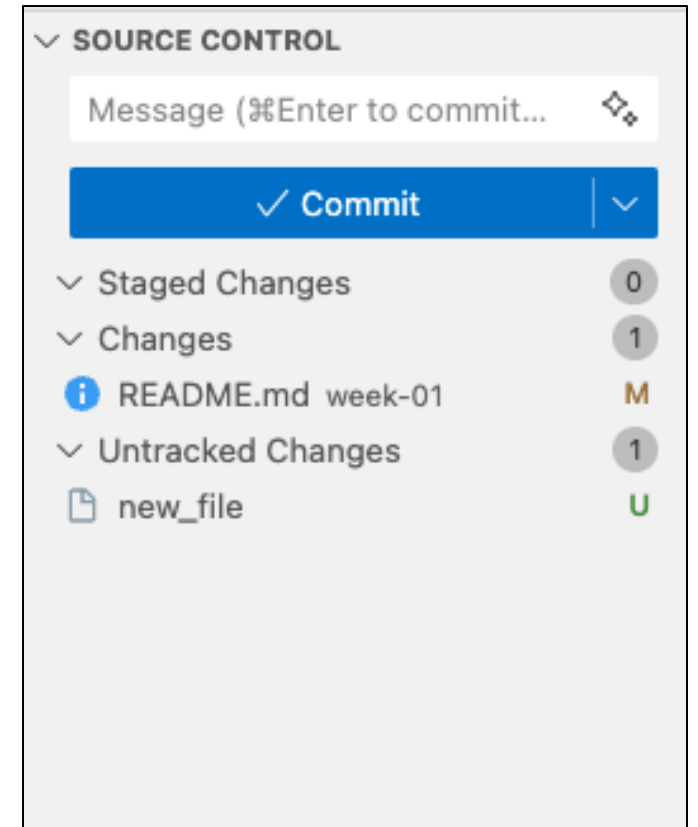 SOURCE CONTROL
Message (⌘Enter to commit...
Commit
Staged Changes 0
Changes 1
README.md week-01 M
Untracked Changes 1
new_file U